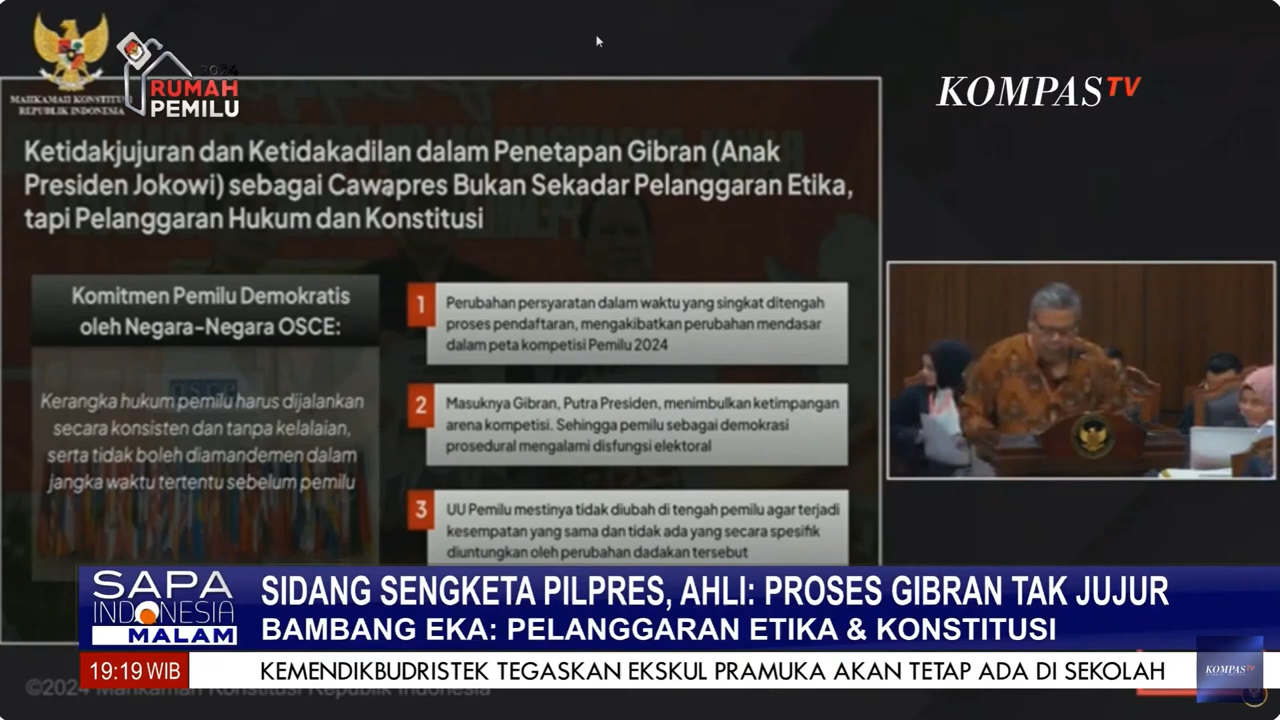 MAHKAMAH KONSTITUSI
REPUBLIK INDONESIA
2024
RUMAH
PEMILU
KOMPAS TV
Ketidakjujuran dan Ketidakadilan dalam Penetapan Gibran (Anak
Presiden Jokowi) sebagai Cawapres Bukan Sekadar Pelanggaran Etika,
tapi Pelanggaran Hukum dan Konstitusi
Komitmen Pemilu Demokratis
oleh Negara-Negara OSCE:
Kerangka hukum pemilu harus dijalankan
secara konsisten dan tanpa kelalaian,
serta tidak boleh diamandemen dalam
jangka waktu tertentu sebelum pemilu
1
Perubahan persyaratan dalam waktu yang singkat ditengah
proses pendaftaran, mengakibatkan perubahan mendasar
dalam peta kompetisi Pemilu 2024
2
Masuknya Gibran, Putra Presiden, menimbulkan ketimpangan
arena kompetisi. Sehingga pemilu sebagai demokrasi
prosedural mengalami disfungsi elektoral
3
UU Pemilu mestinya tidak diubah di tengah pemilu agar terjadi
kesempatan yang sama dan tidak ada yang secara spesifik
diuntungkan oleh perubahan dadakan tersebut
SAPA
INDONESIA
MALAM
SIDANG SENGKETA PILPRES, AHLI: PROSES GIBRAN TAK JUJUR
BAMBANG EKA: PELANGGARAN ETIKA & KONSTITUSI
19:19 WIB
KEMENDIKBUDRISTEK TEGASKAN EKSKUL PRAMUKA AKAN TETAP ADA DI SEKOLAH
KOMPAS TV
©2024 Mahkamah Konstitusi Republik Indonesia